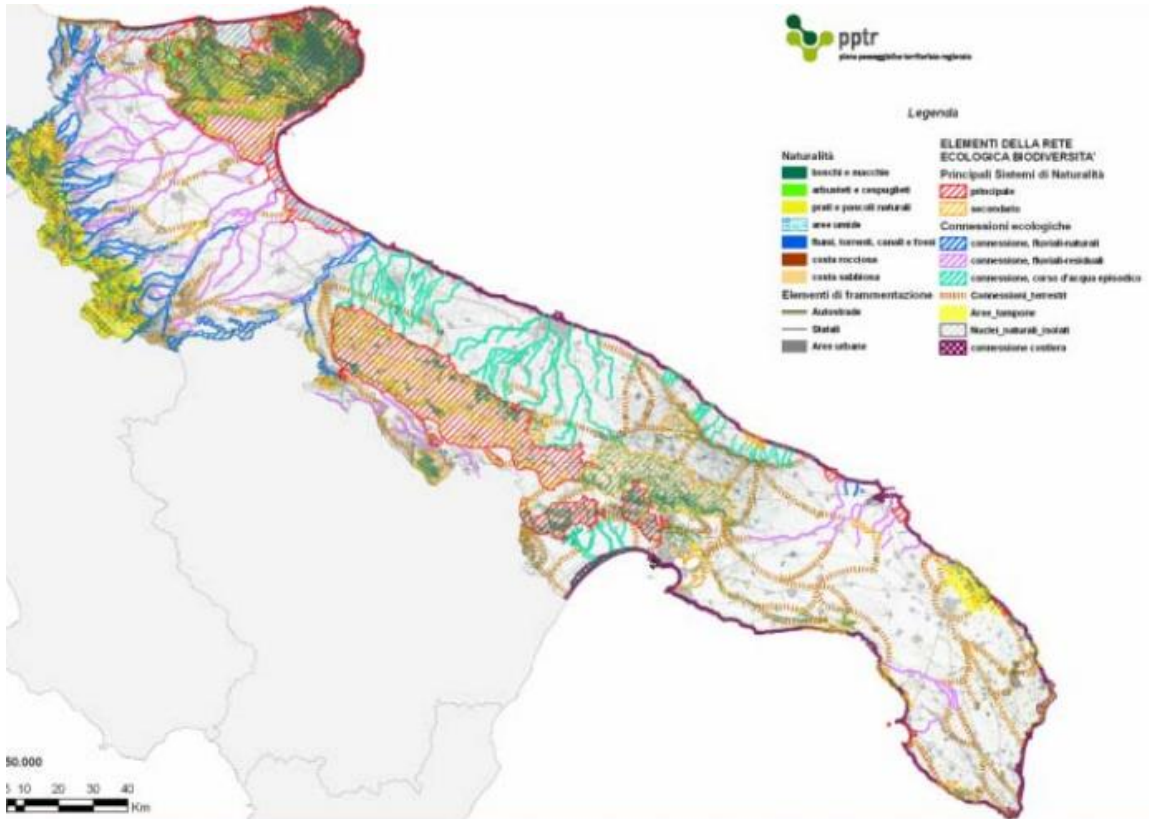 pptr
piano paesaggistico territoriale regionale
Legenda
Naturalità
boschi e macchie
arbusteti e cespuglieti
prati e pascoli naturali
aree umide
fiumi, torrenti, canali e fossi
costa rocciosa
costa sabbiosa
Elementi di frammentazione
Autostrade
Statali
Aree urbane
ELEMENTI DELLA RETE
ECOLOGICA BIODIVERSITA'
Principali Sistemi di Naturalità
principale
secondario
Connessioni ecologiche
connessione, fluviali-naturali
connessione, fluviali-residuali
connessione, corso d'acqua episodico
Connessioni_terrestri
Aree_tampone
Nuclei_naturali_isolati
connessione costiera
50.000
5 10 20 30 40
Km